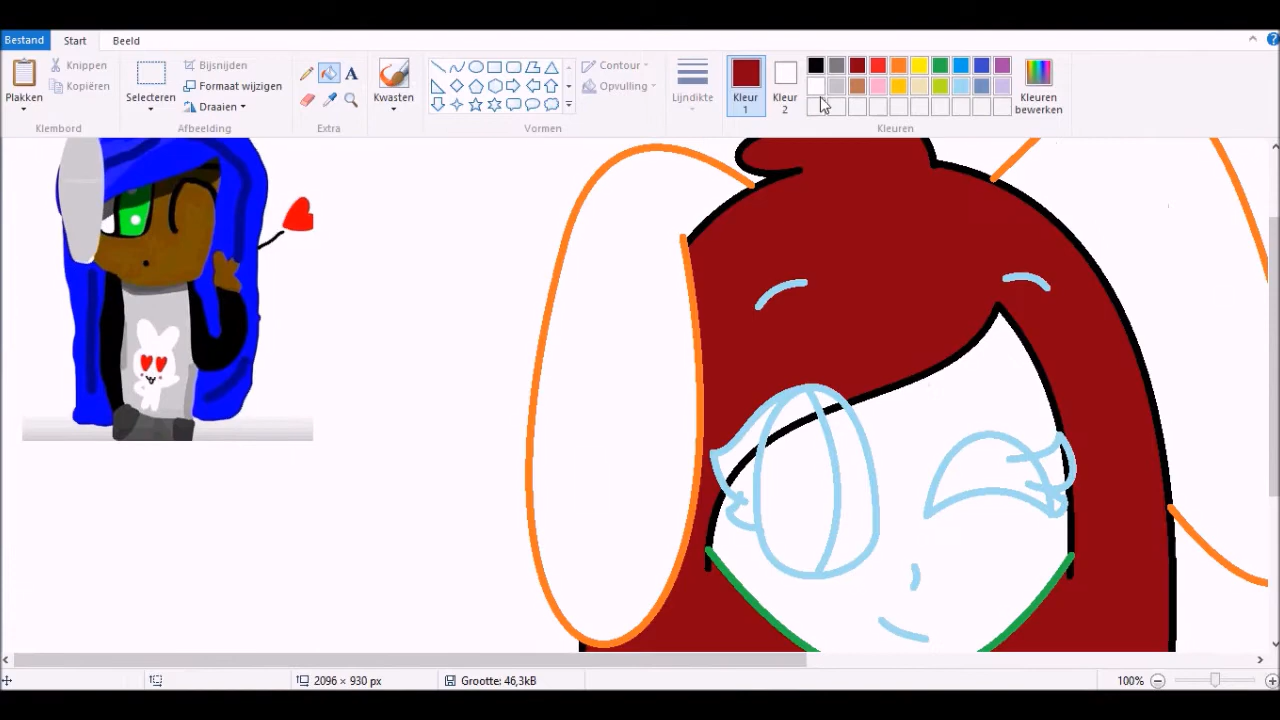 Bestand Start Beeld
Plakken
Knippen
Kopiëren
Klembord
Selecteren
Bijsnijden
Formaat wijzigen
Draaien
Afbeelding
A
Extra
Kwasten
Vormen
Contour
Opvulling
Lijndikte
Kleur
1
Kleur
2
Kleuren
Kleuren
bewerken
2096 × 930 px
Grootte: 46,3kB
100%